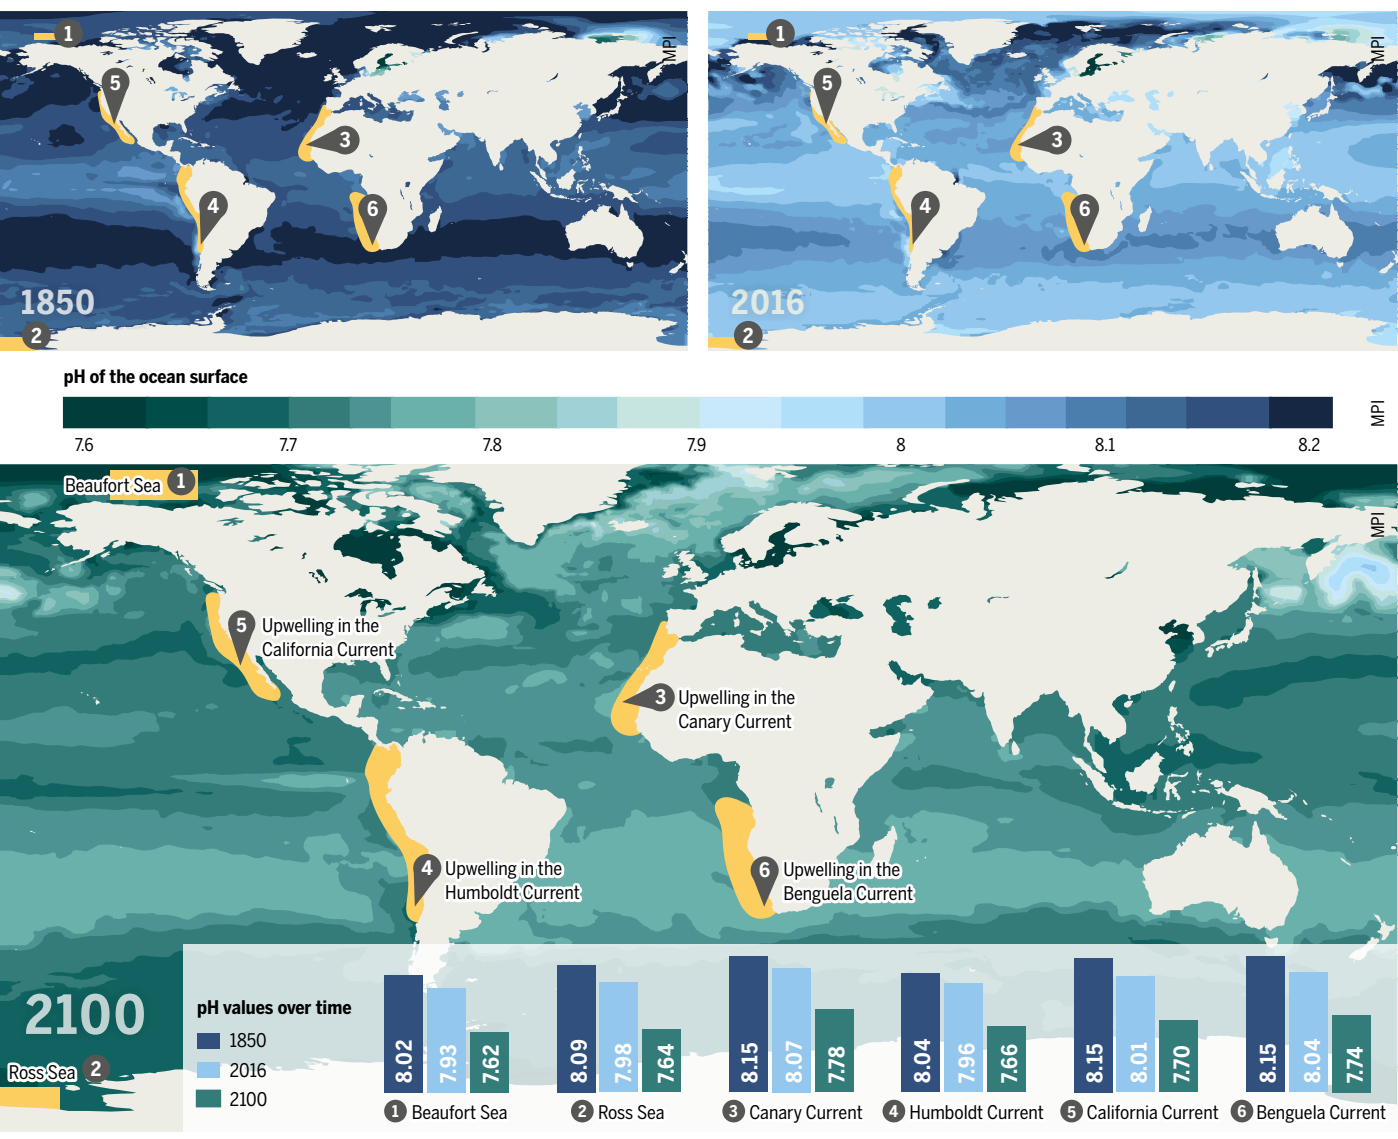 1
5
3
4
6
1850
2
MPI
1
5
3
4
6
2016
2
MPI
pH of the ocean surface
7.6
7.7
7.8
7.9
8
8.1
8.2
MPI
Beaufort Sea 1
MPI
5 Upwelling in the
California Current
3 Upwelling in the
Canary Current
4 Upwelling in the
Humboldt Current
6 Upwelling in the
Benguela Current
2100
Ross Sea 2
pH values over time
1850
2016
2100
8.02
7.93
7.62
1 Beaufort Sea
8.09
7.98
7.64
2 Ross Sea
8.15
8.07
7.78
3 Canary Current
8.04
7.96
7.66
4 Humboldt Current
8.15
8.01
7.70
5 California Current
8.15
8.04
7.74
6 Benguela Current